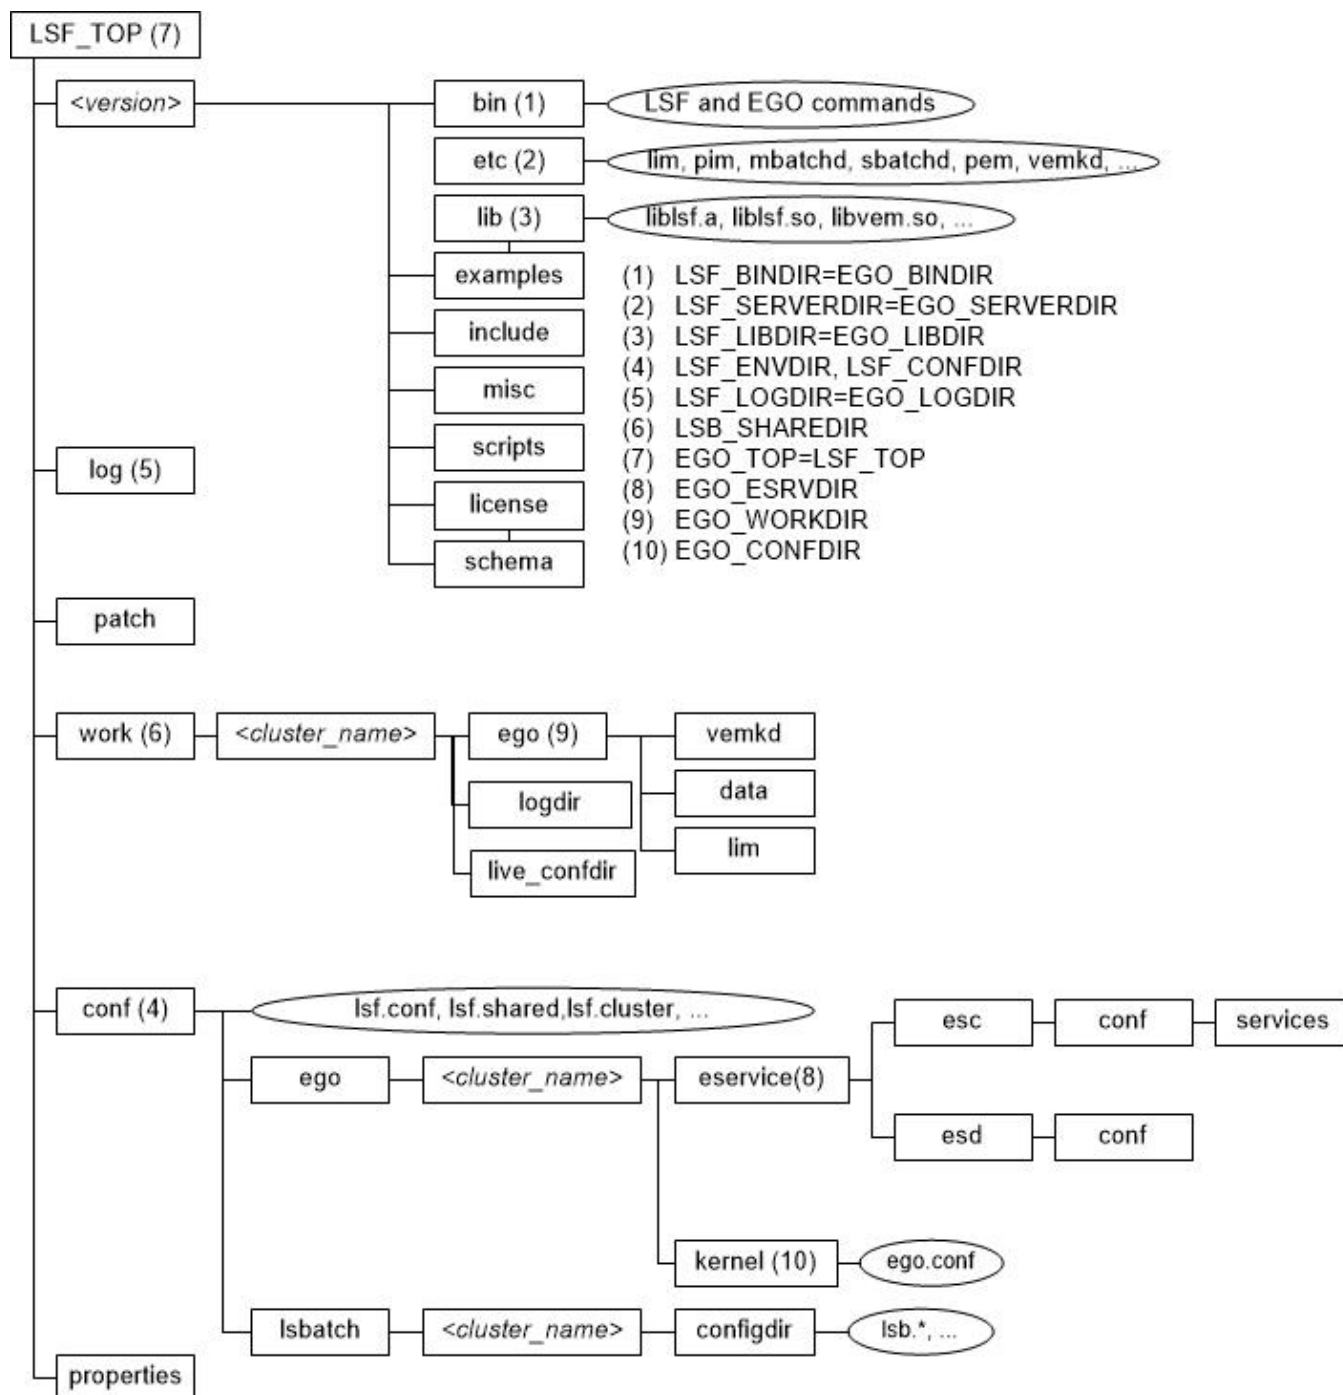 LSF_TOP (7)
<version>
bin (1)
LSF and EGO commands
etc (2)
lim, pim, mbatchd, sbatchd, pem, vemkd, ...
lib (3)
liblsf.a, liblsf.so, libvem.so, ...
examples
include
misc
scripts
license
schema
(1) LSF_BINDIR=EGO_BINDIR
(2) LSF_SERVERDIR=EGO_SERVERDIR
(3) LSF_LIBDIR=EGO_LIBDIR
(4) LSF_ENVDIR, LSF_CONFDIR
(5) LSF_LOGDIR=EGO_LOGDIR
(6) LSB_SHAREDIR
(7) EGO_TOP=LSF_TOP
(8) EGO_ESRVDIR
(9) EGO_WORKDIR
(10) EGO_CONFDIR
log (5)
patch
work (6)
<cluster_name>
ego (9)
vemkd
data
lim
logdir
live_confdir
conf (4)
lsf.conf, lsf.shared,lsf.cluster, ...
ego
<cluster_name>
eservice(8)
esc
conf
services
esd
conf
kernel (10)
ego.conf
lsbatch
<cluster_name>
configdir
lsb.*, ...
properties